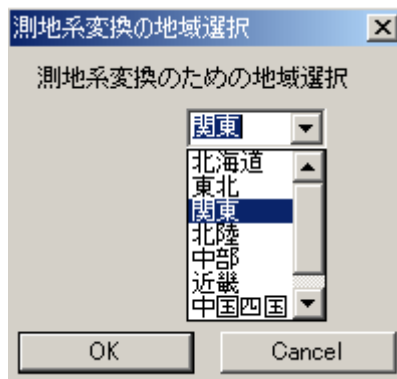 測地系変換の地域選択
測地系変換のための地域選択
関東
北海道
東北
関東
北陸
中部
近畿
中国四国
OK
Cancel